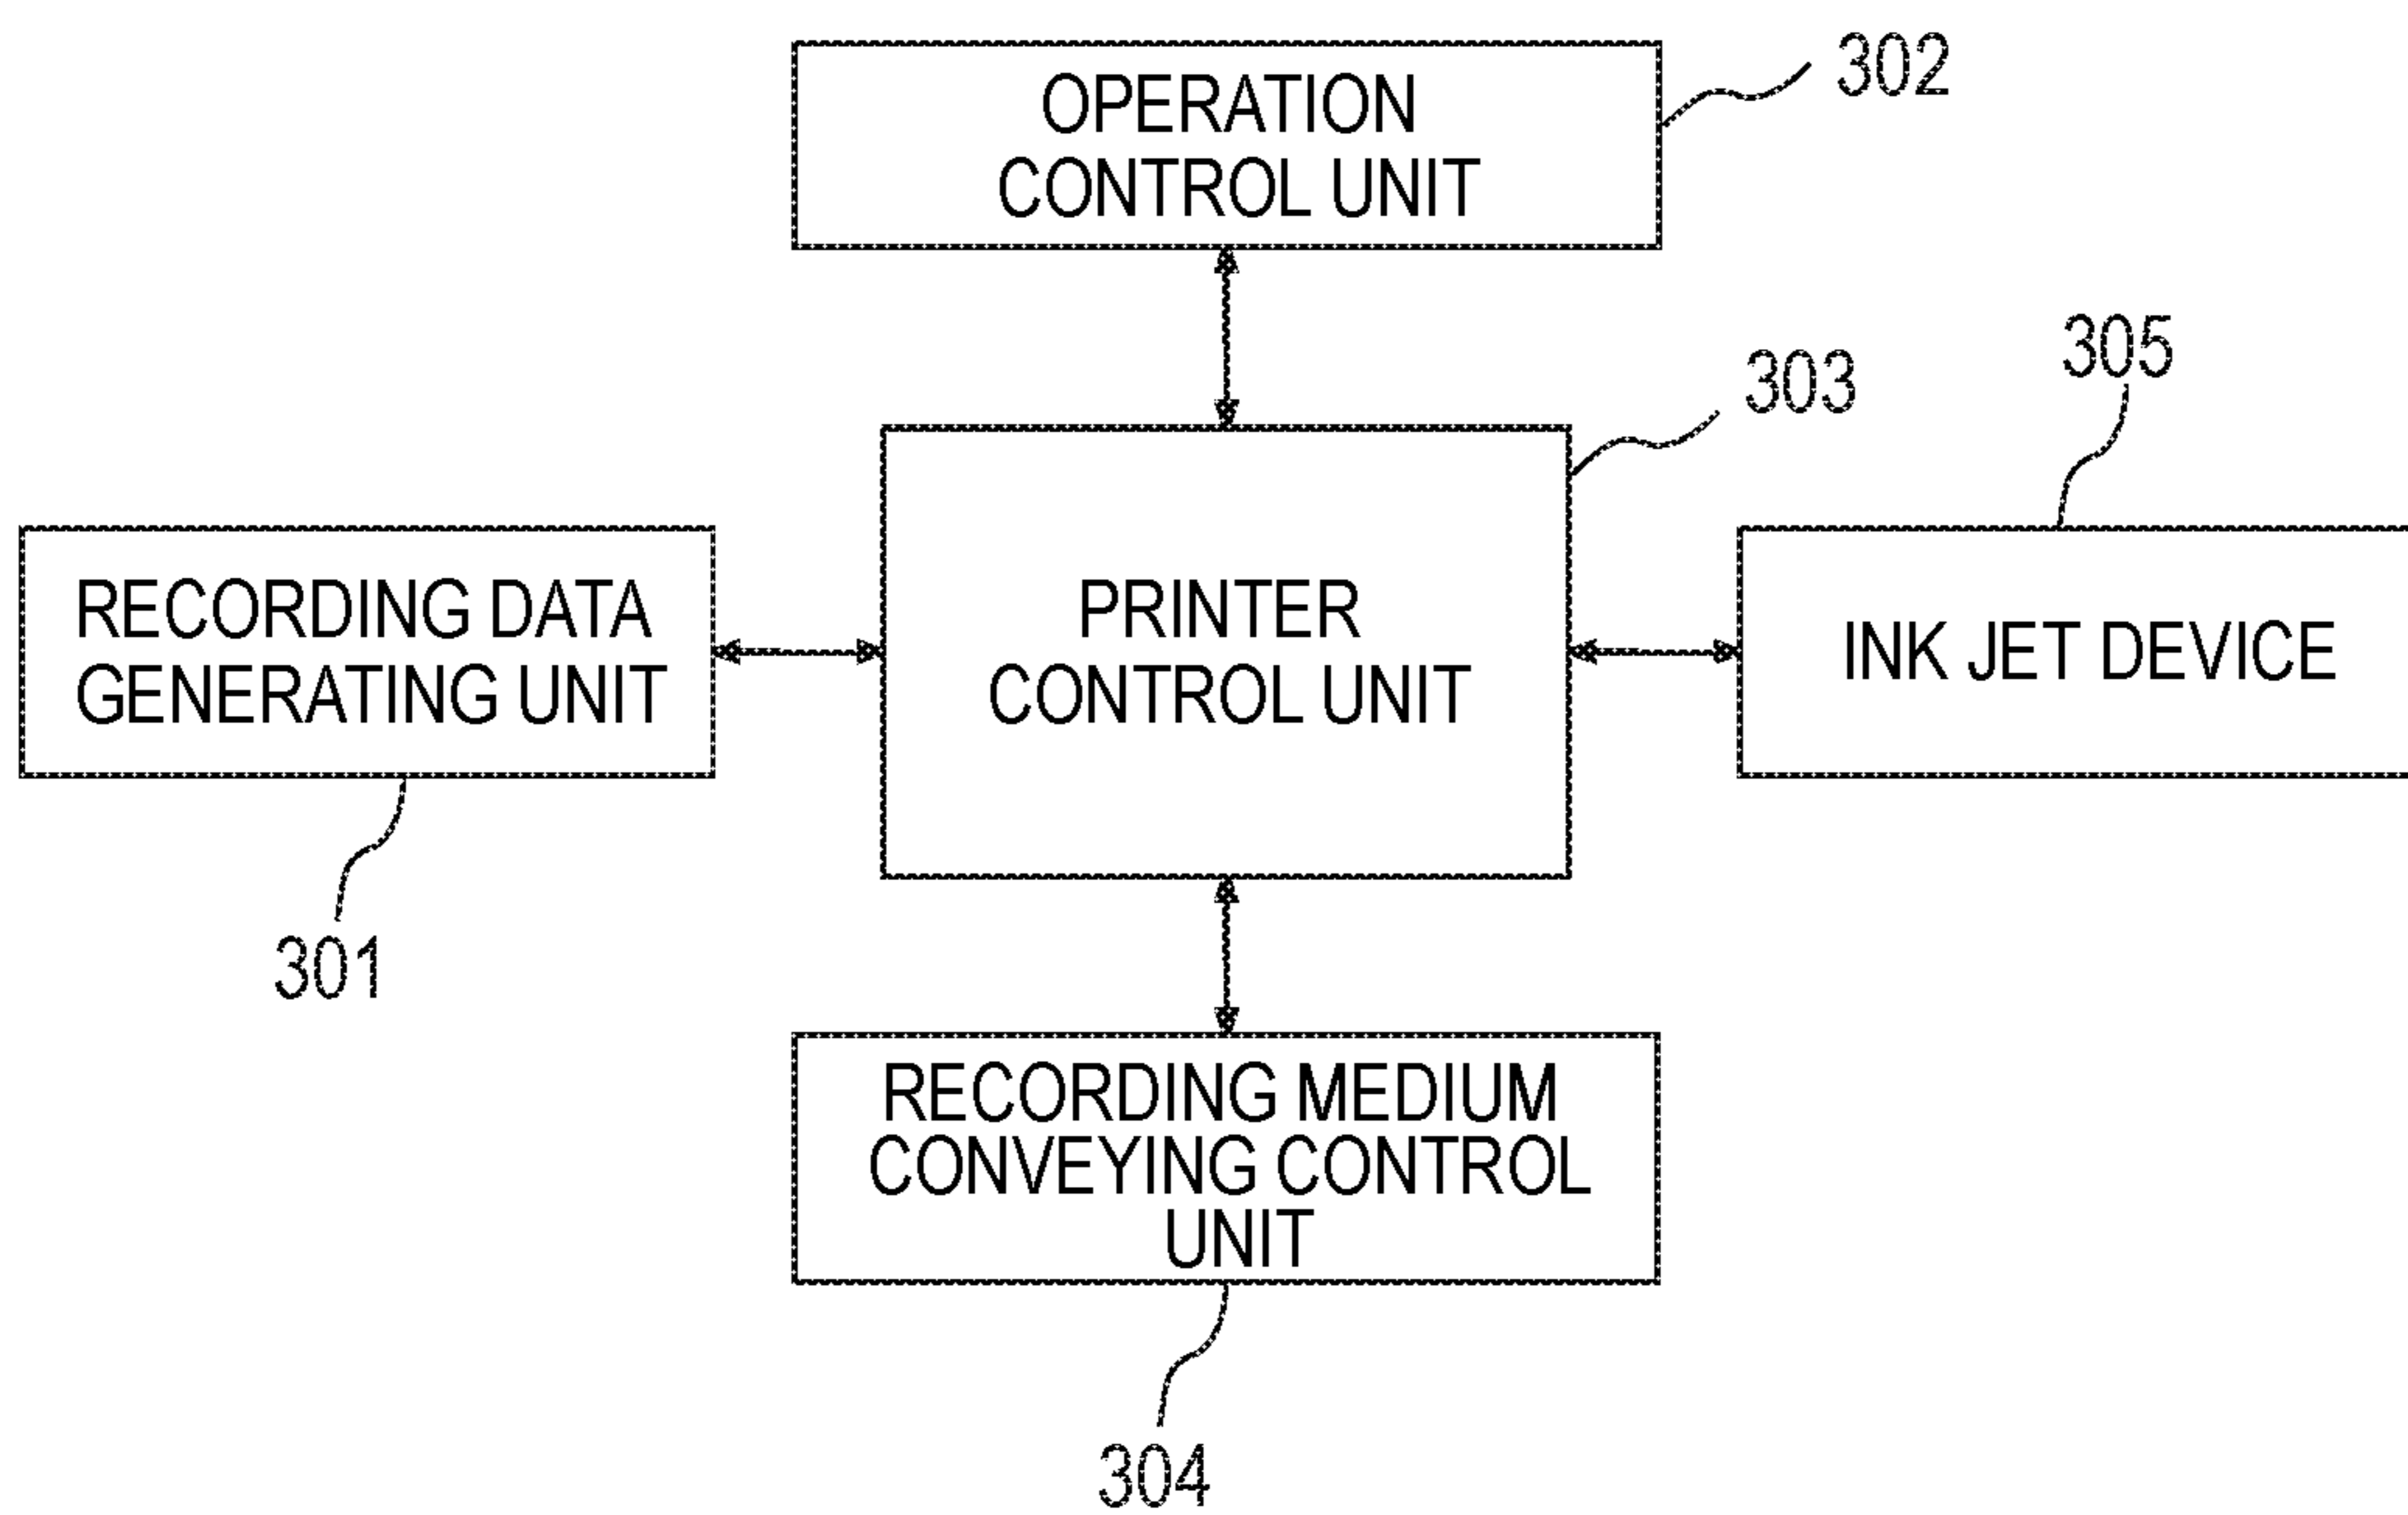 OPERATION
CONTROL UNIT
302
303
305
RECORDING DATA
GENERATING UNIT
PRINTER
CONTROL UNIT
INK JET DEVICE
301
RECORDING MEDIUM
CONVEYING CONTROL
UNIT
304